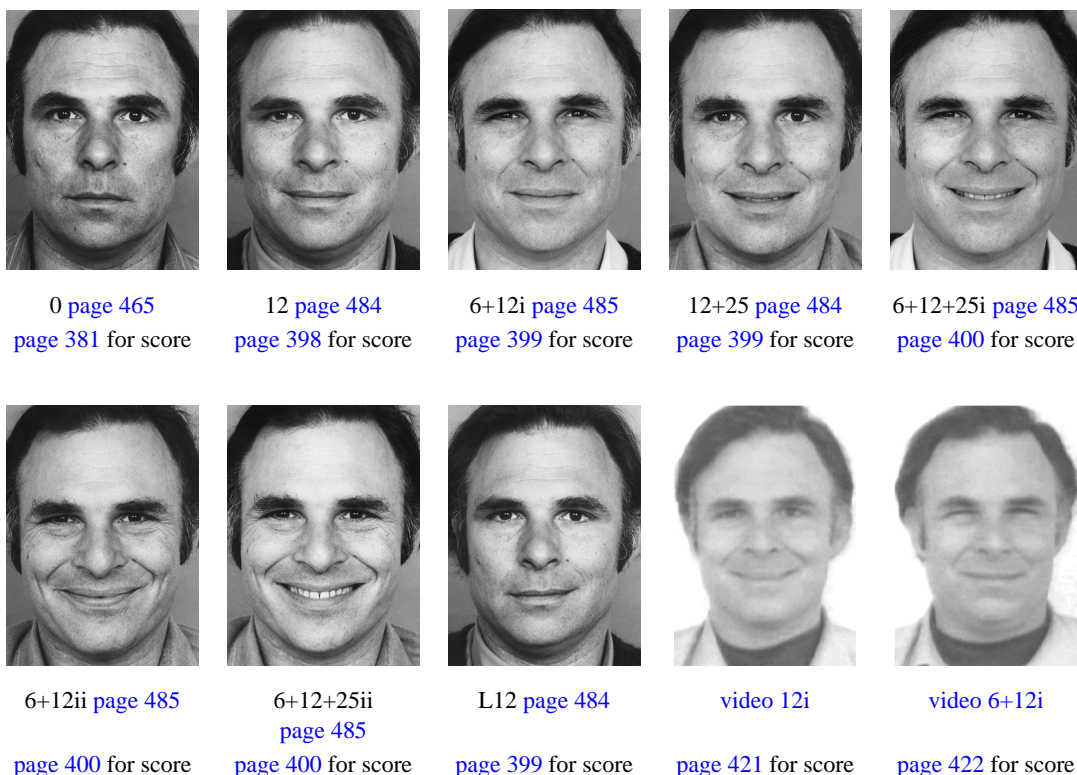 0 page 465
page 381 for score
12 page 484
page 398 for score
6+12i page 485
page 399 for score
12+25 page 484
page 399 for score
6+12+25i page 485
page 400 for score
6+12ii page 485
page 400 for score
6+12+25ii
page 485
page 400 for score
L12 page 484
page 399 for score
video 12i
page 421 for score
video 6+12i
page 422 for score